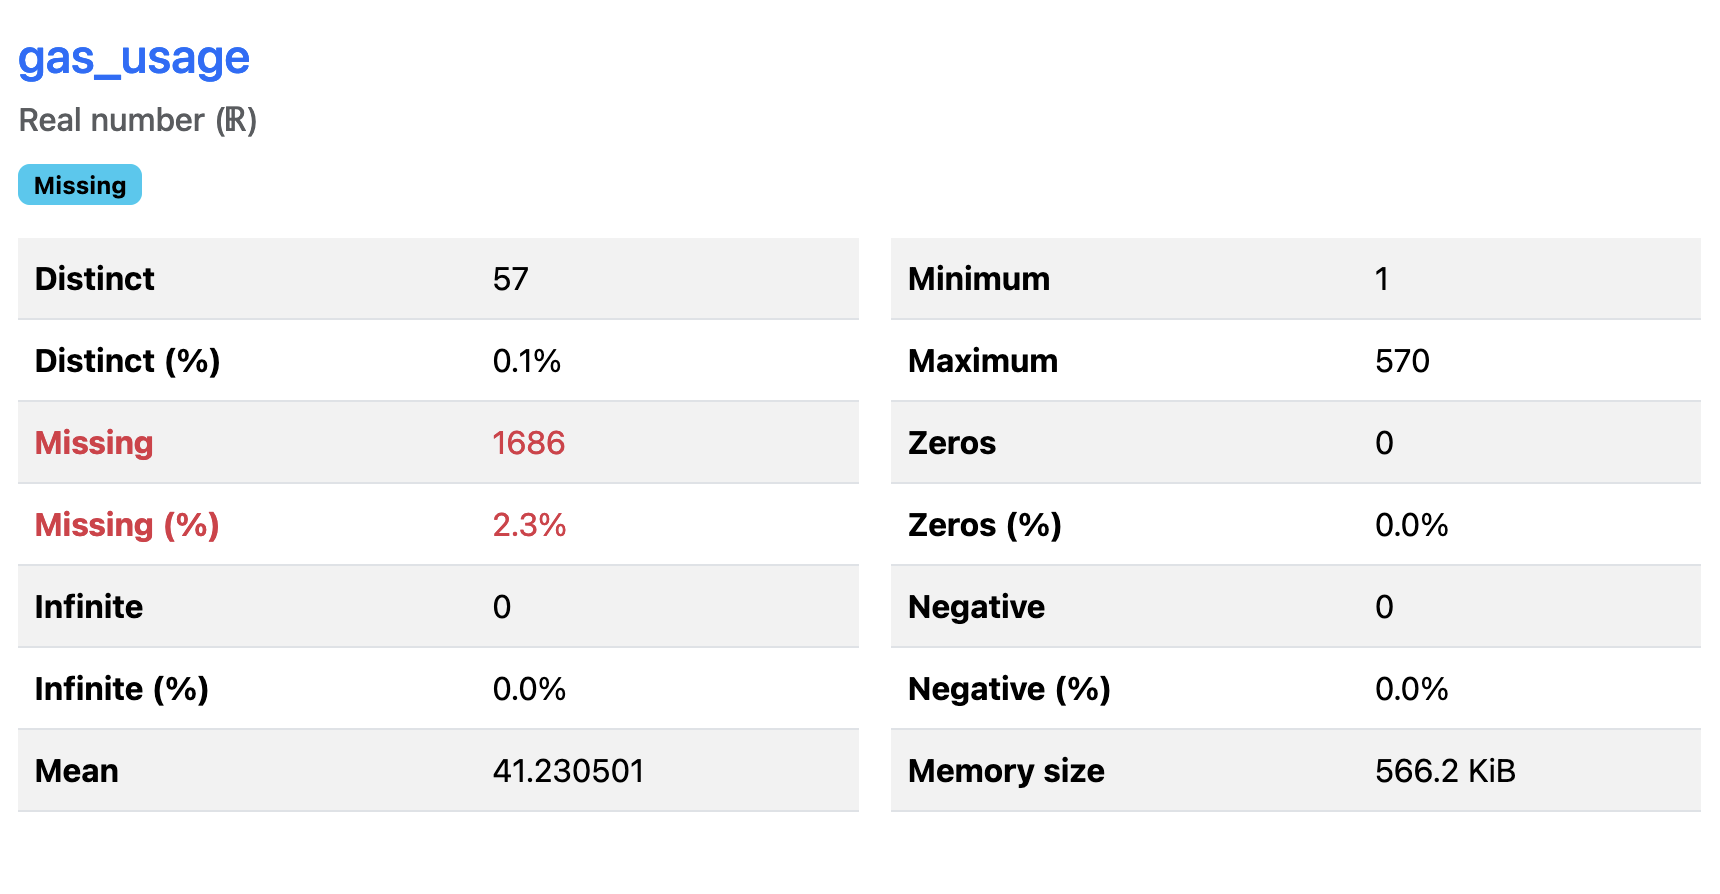 gas_usage
Real number (ℝ)
Missing
Distinct 57
Distinct (%) 0.1%
Missing 1686
Missing (%) 2.3%
Infinite 0
Infinite (%) 0.0%
Mean 41.230501
Minimum 1
Maximum 570
Zeros 0
Zeros (%) 0.0%
Negative 0
Negative (%) 0.0%
Memory size 566.2 KiB